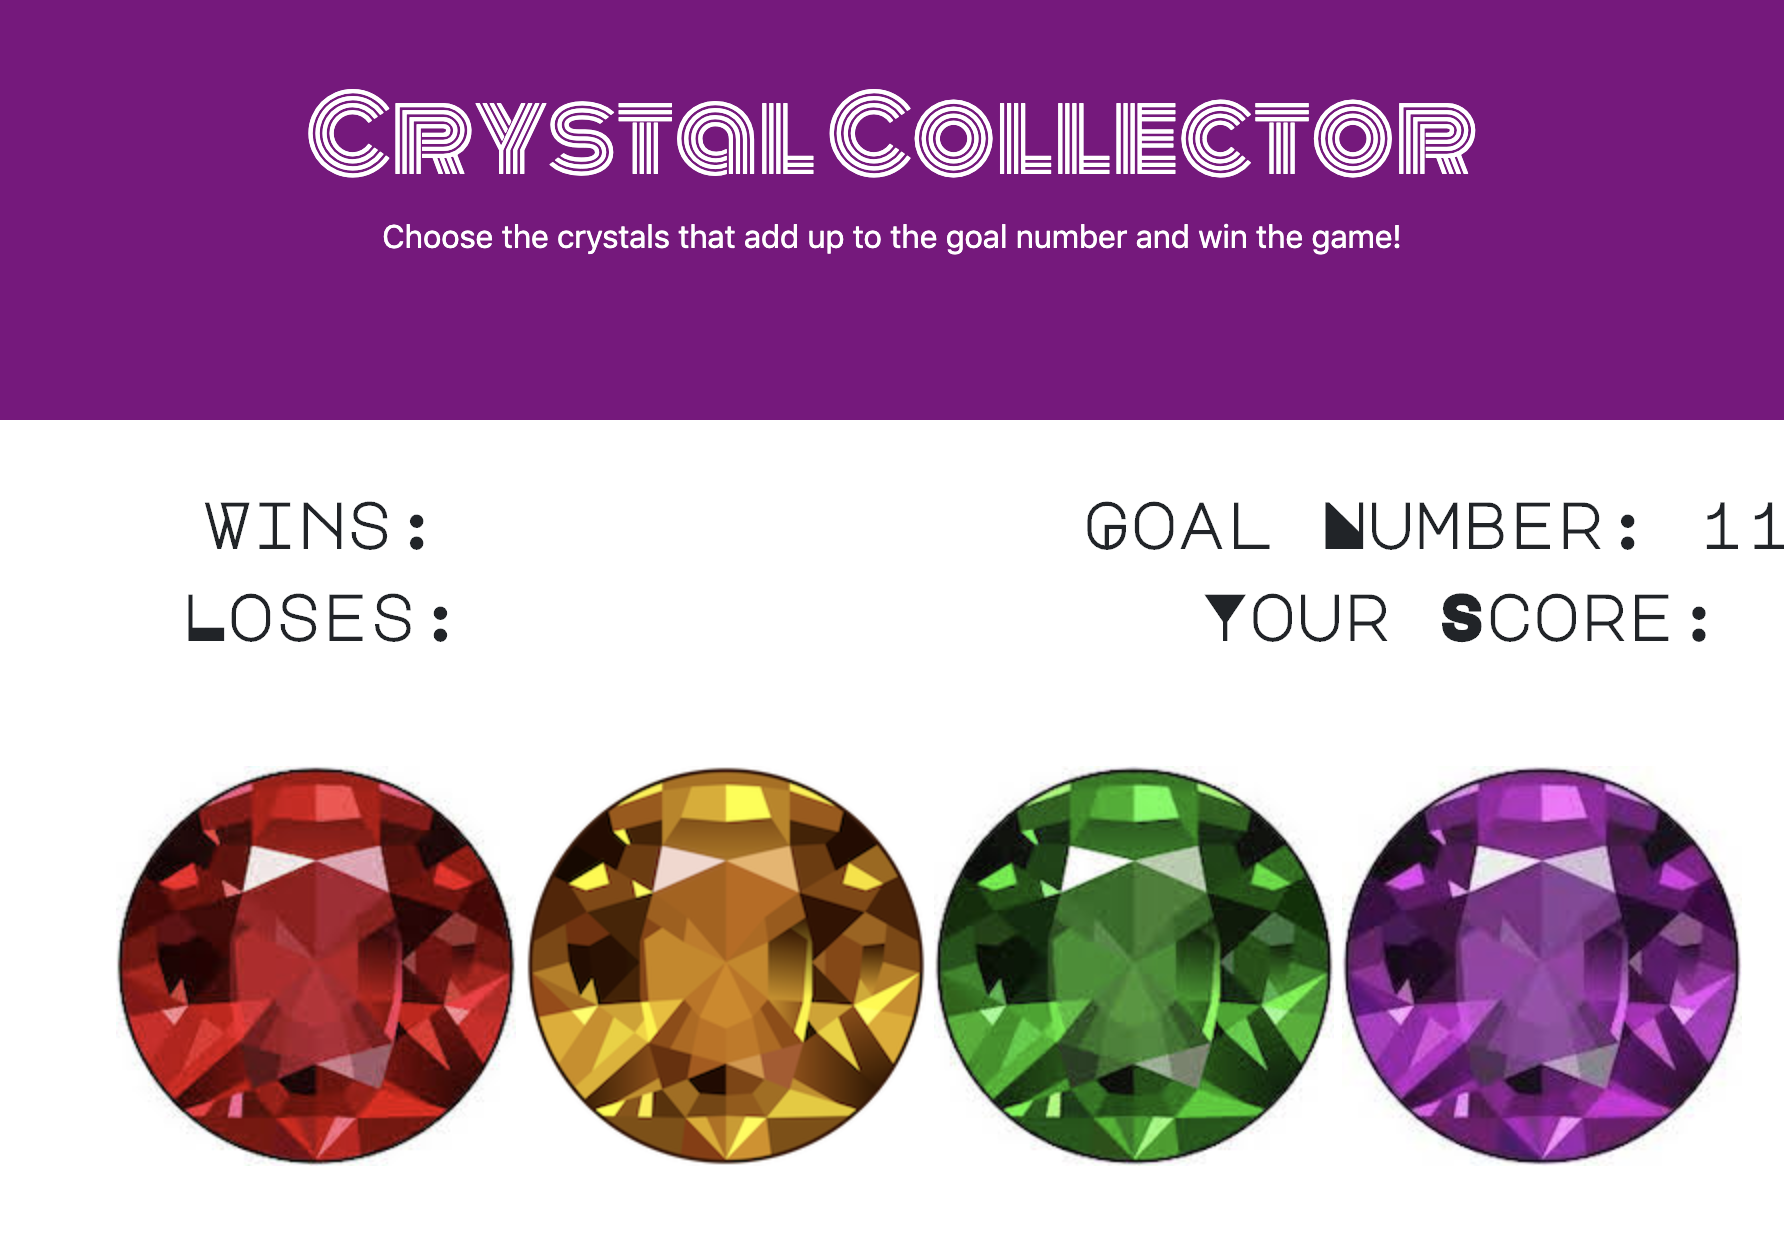 Crystal Collector
Choose the crystals that add up to the goal number and win the game!
Wins:
Loses:
Goal Number: 11
Your Score: